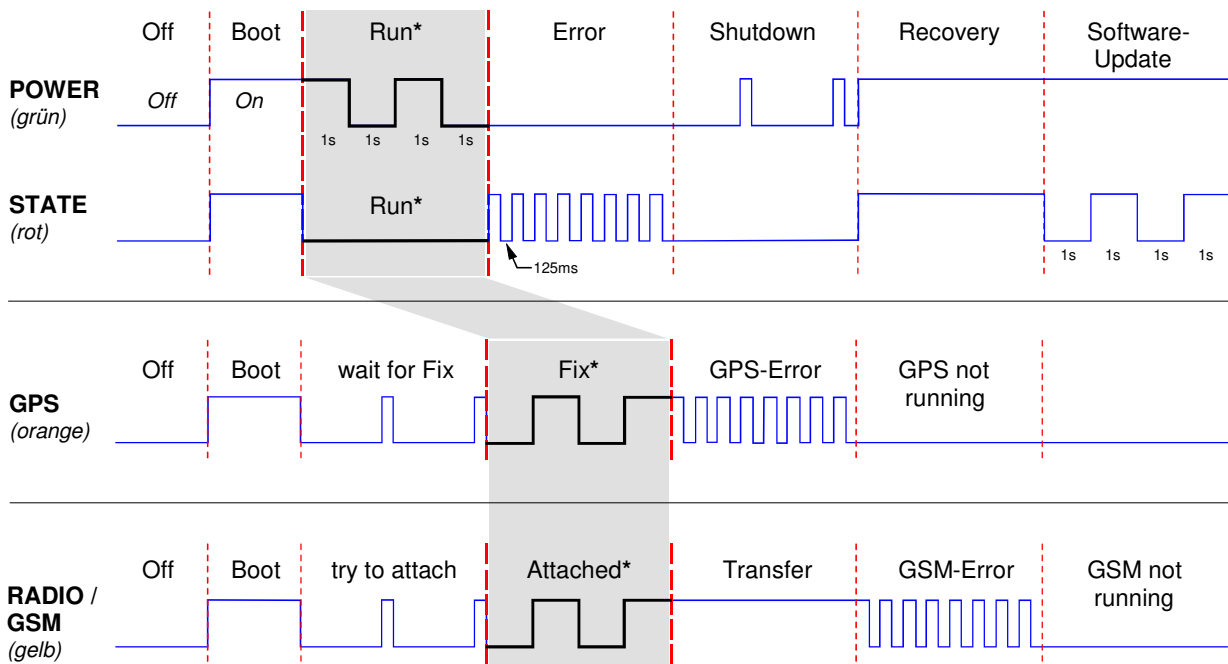 Off Boot Run* Error Shutdown Recovery Software-
Update
POWER
(grün)
Off On
1s 1s 1s 1s
STATE
(rot)
Run*
125ms
1s 1s 1s 1s
Off Boot wait for Fix Fix* GPS-Error GPS not
running
GPS
(orange)
Off Boot try to attach Attached* Transfer GSM-Error GSM not
running
RADIO /
GSM
(gelb)